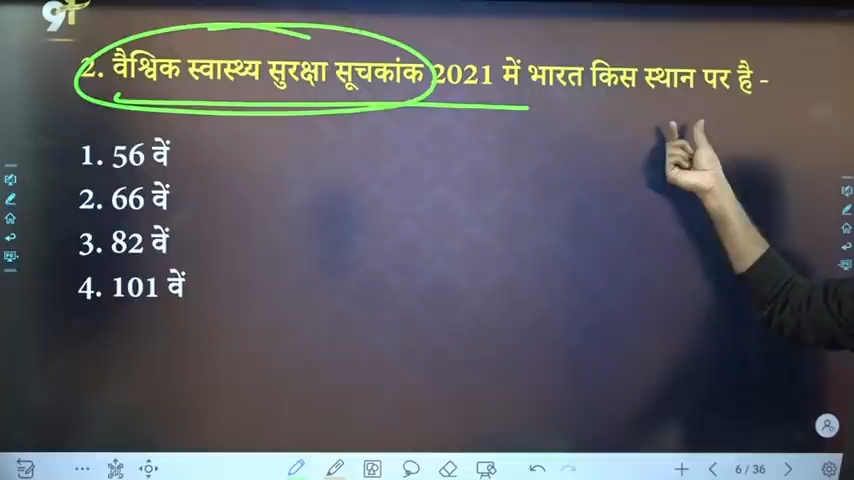 2. वैश्विक स्वास्थ्य सुरक्षा सूचकांक 2021 में भारत किस स्थान पर है -
1. 56 वें
2. 66 वें
3. 82 वें
4. 101 वें
6 / 36